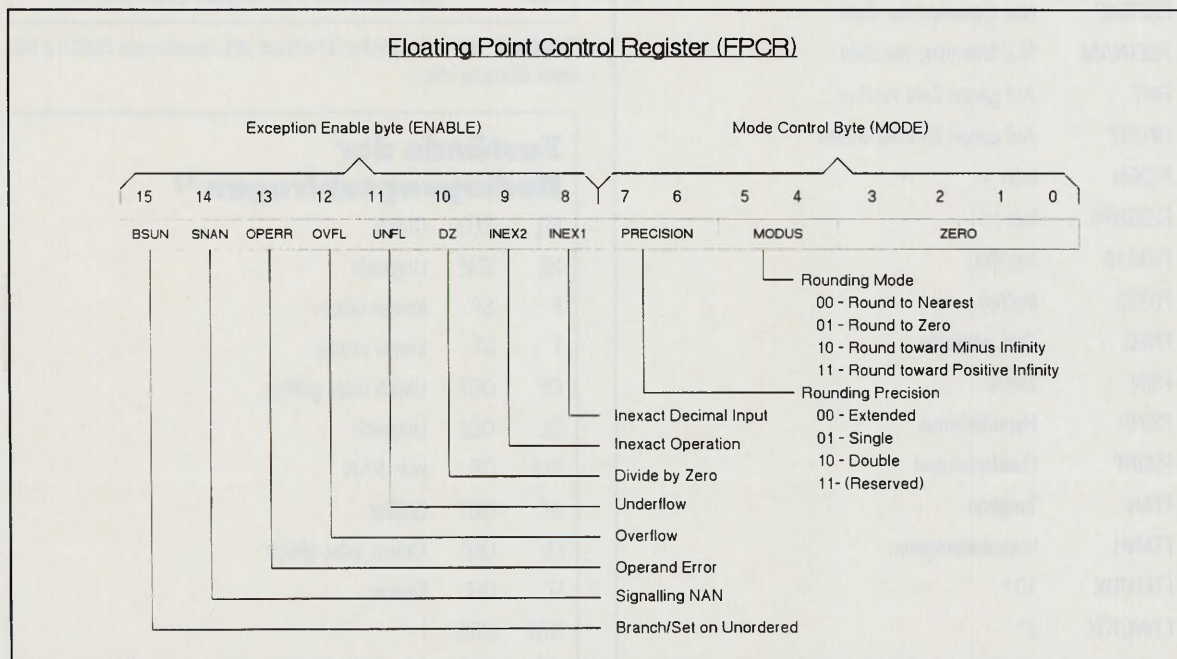 Floating Point Control Register (FPCR)
Exception Enable byte (ENABLE)
Mode Control Byte (MODE)
15 14 13 12 11 10 9 8 7 6 5 4 3 2 1 0
BSUN SNAN OPERR OVFL UNFL DZ INEX2 INEX1 PRECISION MODUS ZERO
Rounding Mode
00 - Round to Nearest
01 - Round to Zero
10 - Round toward Minus Infinity
11 - Round toward Positive Infinity
Rounding Precision
00 - Extended
01 - Single
10 - Double
11- (Reserved)
Inexact Decimal Input
Inexact Operation
Divide by Zero
Underflow
Overflow
Operand Error
Signalling NAN
Branch/Set on Unordered